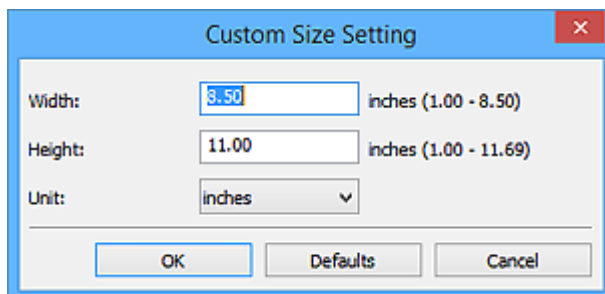 Custom Size Setting
Width: 8.50 inches (1.00 - 8.50)
Height: 11.00 inches (1.00 - 11.69)
Unit: inches
OK Defaults Cancel